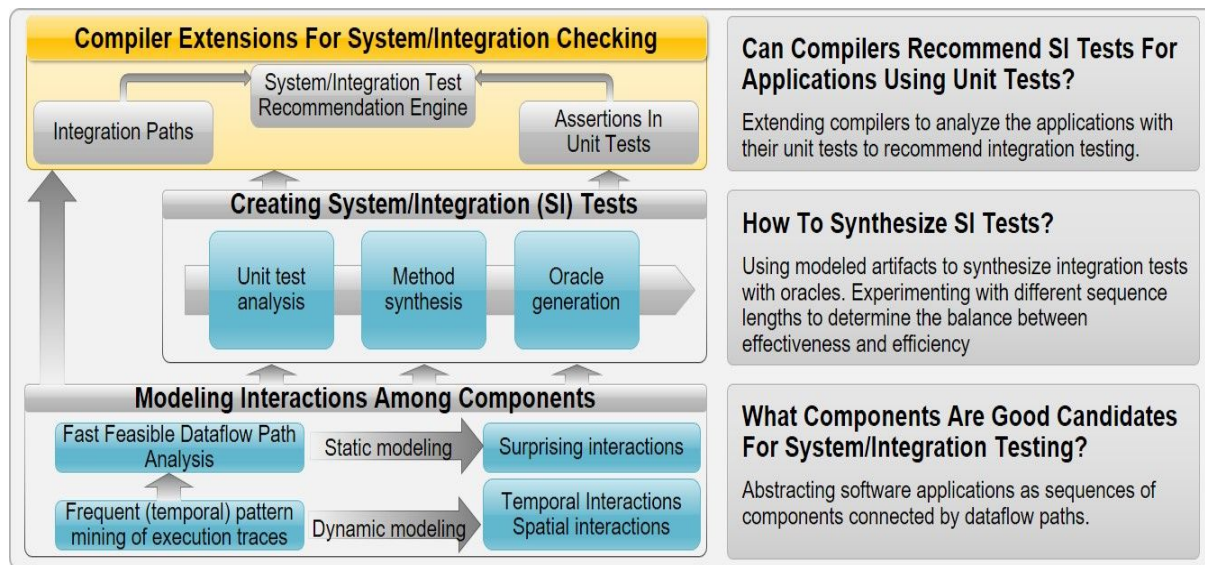 Compiler Extensions For System/Integration Checking
System/Integration Test
Recommendation Engine
Integration Paths
Assertions In
Unit Tests
Can Compilers Recommend SI Tests For
Applications Using Unit Tests?
Extending compilers to analyze the applications with
their unit tests to recommend integration testing.
Creating System/Integration (SI) Tests
Unit test
analysis
Method
synthesis
Oracle
generation
How To Synthesize SI Tests?
Using modeled artifacts to synthesize integration tests
with oracles. Experimenting with different sequence
lengths to determine the balance between
effectiveness and efficiency
Modeling Interactions Among Components
Fast Feasible Dataflow Path
Analysis
Static modeling
Surprising interactions
Frequent (temporal) pattern
mining of execution traces
Dynamic modeling
Temporal Interactions
Spatial interactions
What Components Are Good Candidates
For System/Integration Testing?
Abstracting software applications as sequences of
components connected by dataflow paths.